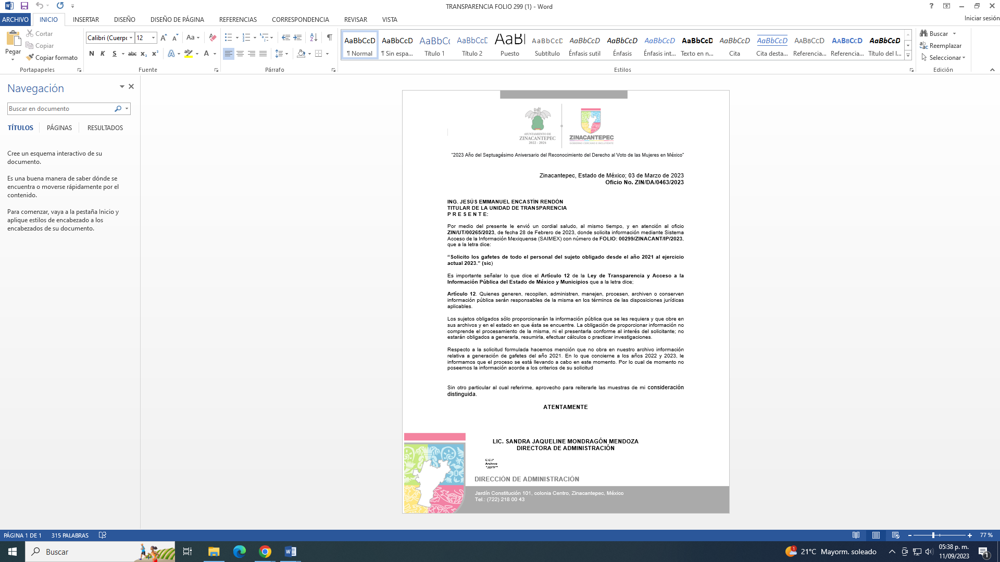 TRANSPARENCIA FOLIO 299 (1) - Word
?
Iniciar sesión
ARCHIVO INICIO INSERTAR DISEÑO DISEÑO DE PÁGINA REFERENCIAS CORRESPONDENCIA REVISAR VISTA
Pegar
Cortar
Copiar
Copiar formato
Portapapeles
Calibri (Cuerpo 12
Aa
N K S abc x₂ x²
Fuente
Párrafo
AaBbCcD AaBbCcD AaBbCc AaBbCcD AaBb AaBbCcD AaBbCcD AaBbCcD AaBbCcD AaBbCcD AaBbCcD AaBbCcD AaBbCcD AaBbCcD AaBbCcD
¶ Normal ¶ Sin espa... Título 1 Título 2 Puesto Subtítulo Énfasis sutil Énfasis Énfasis int... Texto en n... Cita Cita desta... Referencia... Referencia... Título del l...
Estilos
Buscar
Reemplazar
Seleccionar
Edición
Navegación
Buscar en documento
TÍTULOS PÁGINAS RESULTADOS
Cree un esquema interactivo de su
documento.
Es una buena manera de saber dónde se
encuentra o moverse rápidamente por el
contenido.
Para comenzar, vaya a la pestaña Inicio y
aplique estilos de encabezado a los
encabezados de su documento.
AYUNTAMIENTO DE
ZINACANTEPEC
2022 - 2024
ZINACANTEPEC
GOBIERNO CERCANO E INCLUYENTE
“2023 Año del Septuagésimo Aniversario del Reconocimiento del Derecho al Voto de las Mujeres en México”
Zinacantepec, Estado de México; 03 de Marzo de 2023
Oficio No. ZIN/DA/0463/2023
ING. JESÚS EMMANUEL ENCASTÍN RENDÓN
TITULAR DE LA UNIDAD DE TRANSPARENCIA
P R E S E N T E:
Por medio del presente le envió un cordial saludo, al mismo tiempo, y en atención al oficio
ZIN/UT/00265/2023, de fecha 28 de Febrero de 2023, donde solicita información mediante Sistema
Acceso de la Información Mexiquense (SAIMEX) con número de FOLIO: 00299/ZINACANT/IP/2023,
que a la letra dice:
“Solicito los gafetes de todo el personal del sujeto obligado desde el año 2021 al ejercicio
actual 2023.” (sic)
Es importante señalar lo que dice el Artículo 12 de la Ley de Transparencia y Acceso a la
Información Pública del Estado de México y Municipios que a la letra dice;
Artículo 12. Quienes generen, recopilen, administren, manejen, procesen, archiven o conserven
información pública serán responsables de la misma en los términos de las disposiciones jurídicas
aplicables.
Los sujetos obligados sólo proporcionarán la información pública que se les requiera y que obre en
sus archivos y en el estado en que ésta se encuentre. La obligación de proporcionar información no
comprende el procesamiento de la misma, ni el presentarla conforme al interés del solicitante; no
estarán obligados a generarla, resumirla, efectuar cálculos o practicar investigaciones.
Respecto a la solicitud formulada hacemos mención que no obra en nuestro archivo información
relativa a generación de gafetes del año 2021. En lo que concierne a los años 2022 y 2023, le
informamos que el proceso se está llevando a cabo en este momento. Por lo cual de momento no
poseemos la información acorde a los criterios de su solicitud
Sin otro particular al cual referirme, aprovecho para reiterarle las muestras de mi consideración
distinguida.
ATENTAMENTE
LIC. SANDRA JAQUELINE MONDRAGÓN MENDOZA
DIRECTORA DE ADMINISTRACIÓN
C.C.P
Archivo
DIRECCIÓN DE ADMINISTRACIÓN
Jardín Constitución 101, colonia Centro, Zinacantepec, México
Tel.: (722) 218 00 43
PÁGINA 1 DE 1 315 PALABRAS
77 %
Buscar
21°C Mayorm. soleado
05:38 p. m.
11/09/2023